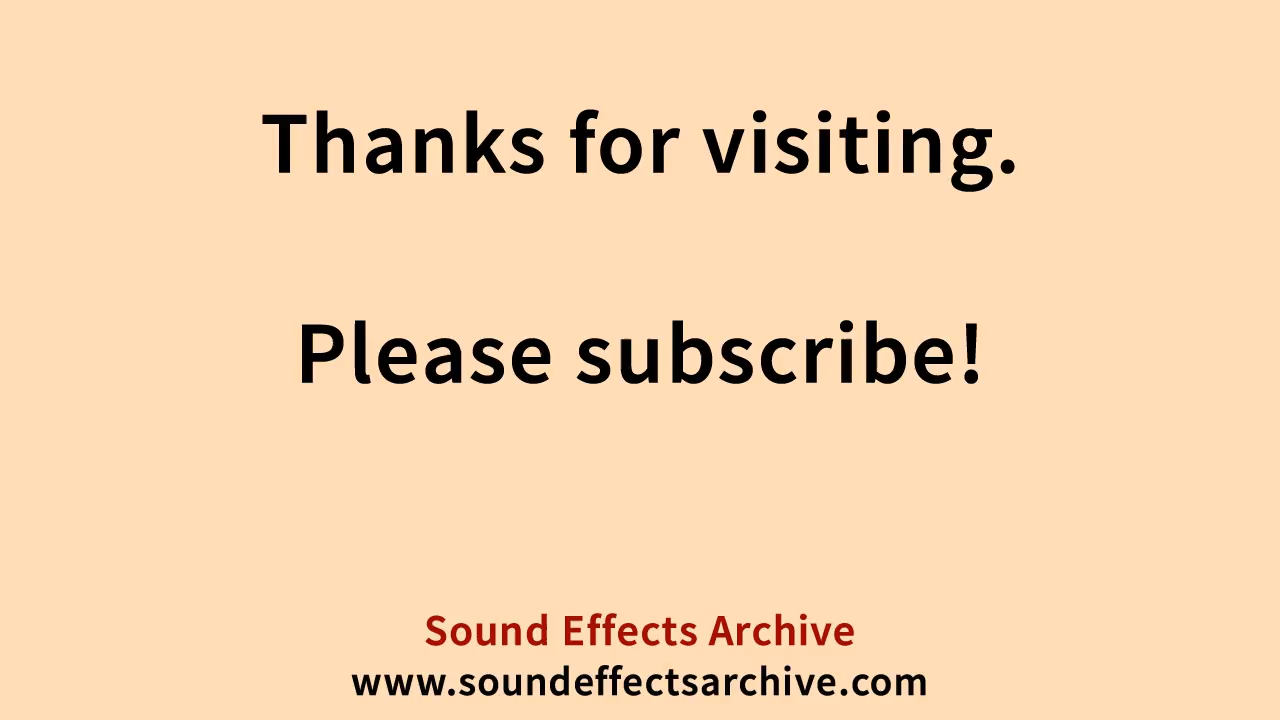 Thanks for visiting.
Please subscribe!
Sound Effects Archive
www.soundeffectsarchive.com